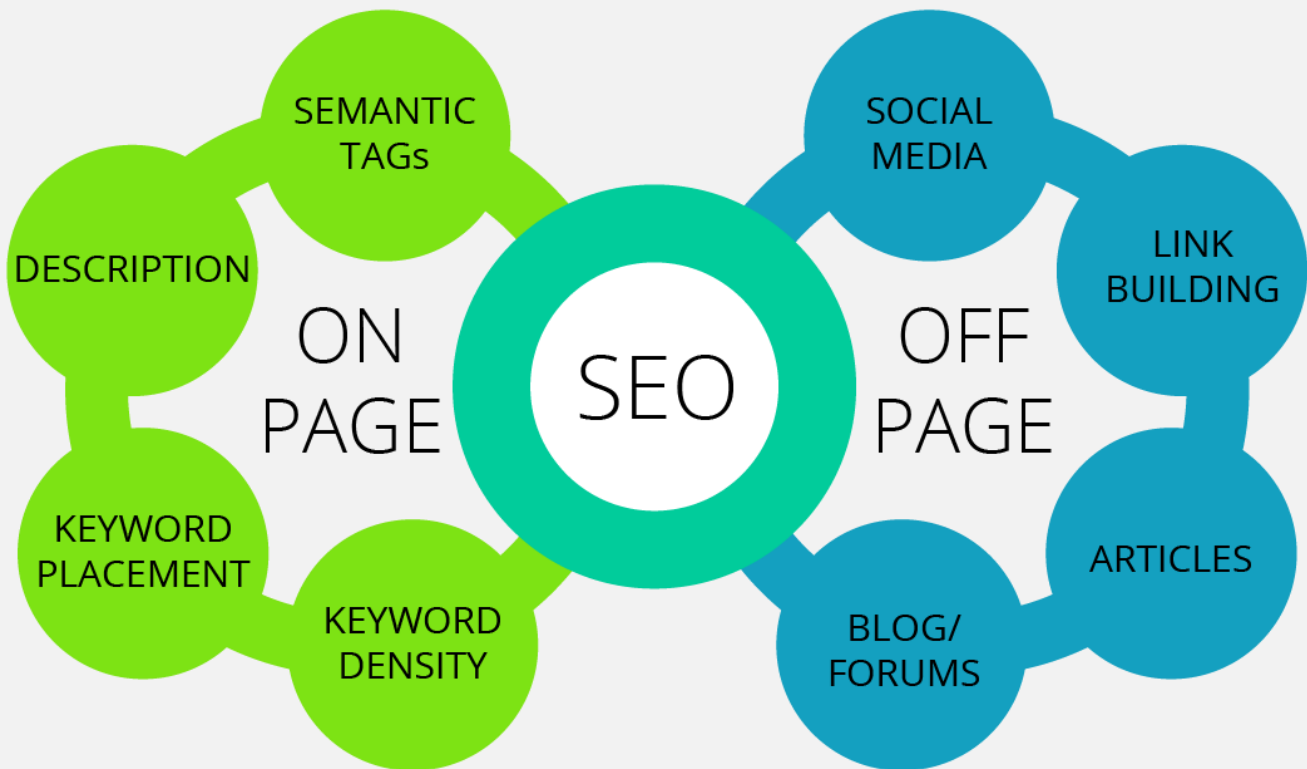 SEMANTIC
TAGs
DESCRIPTION
ON
PAGE
KEYWORD
PLACEMENT
KEYWORD
DENSITY
SEO
SOCIAL
MEDIA
LINK
BUILDING
OFF
PAGE
ARTICLES
BLOG/
FORUMS